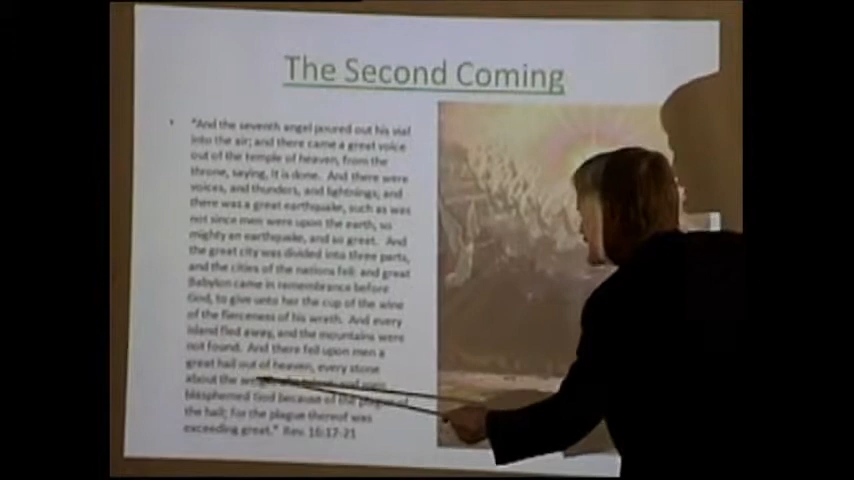 The Second Coming
• "And the seventh angel poured out his vial
into the air; and there came a great voice
out of the temple of heaven, from the
throne, saying, it is done. And there were
voices, and thunders, and lightnings; and
there was a great earthquake, such as was
not since men were upon the earth, so
mighty an earthquake, and so great. And
the great city was divided into three parts,
and the cities of the nations fell: and great
Babylon came in remembrance before
God, to give unto her the cup of the wine
of the fierceness of his wrath. And every
island fled away, and the mountains were
not found. And there fell upon men a
great hail out of heaven, every stone
about the and men
blasphemed God because of the plague of
the hail; for the plague thereof was
exceeding great." Rev. 16:17-21